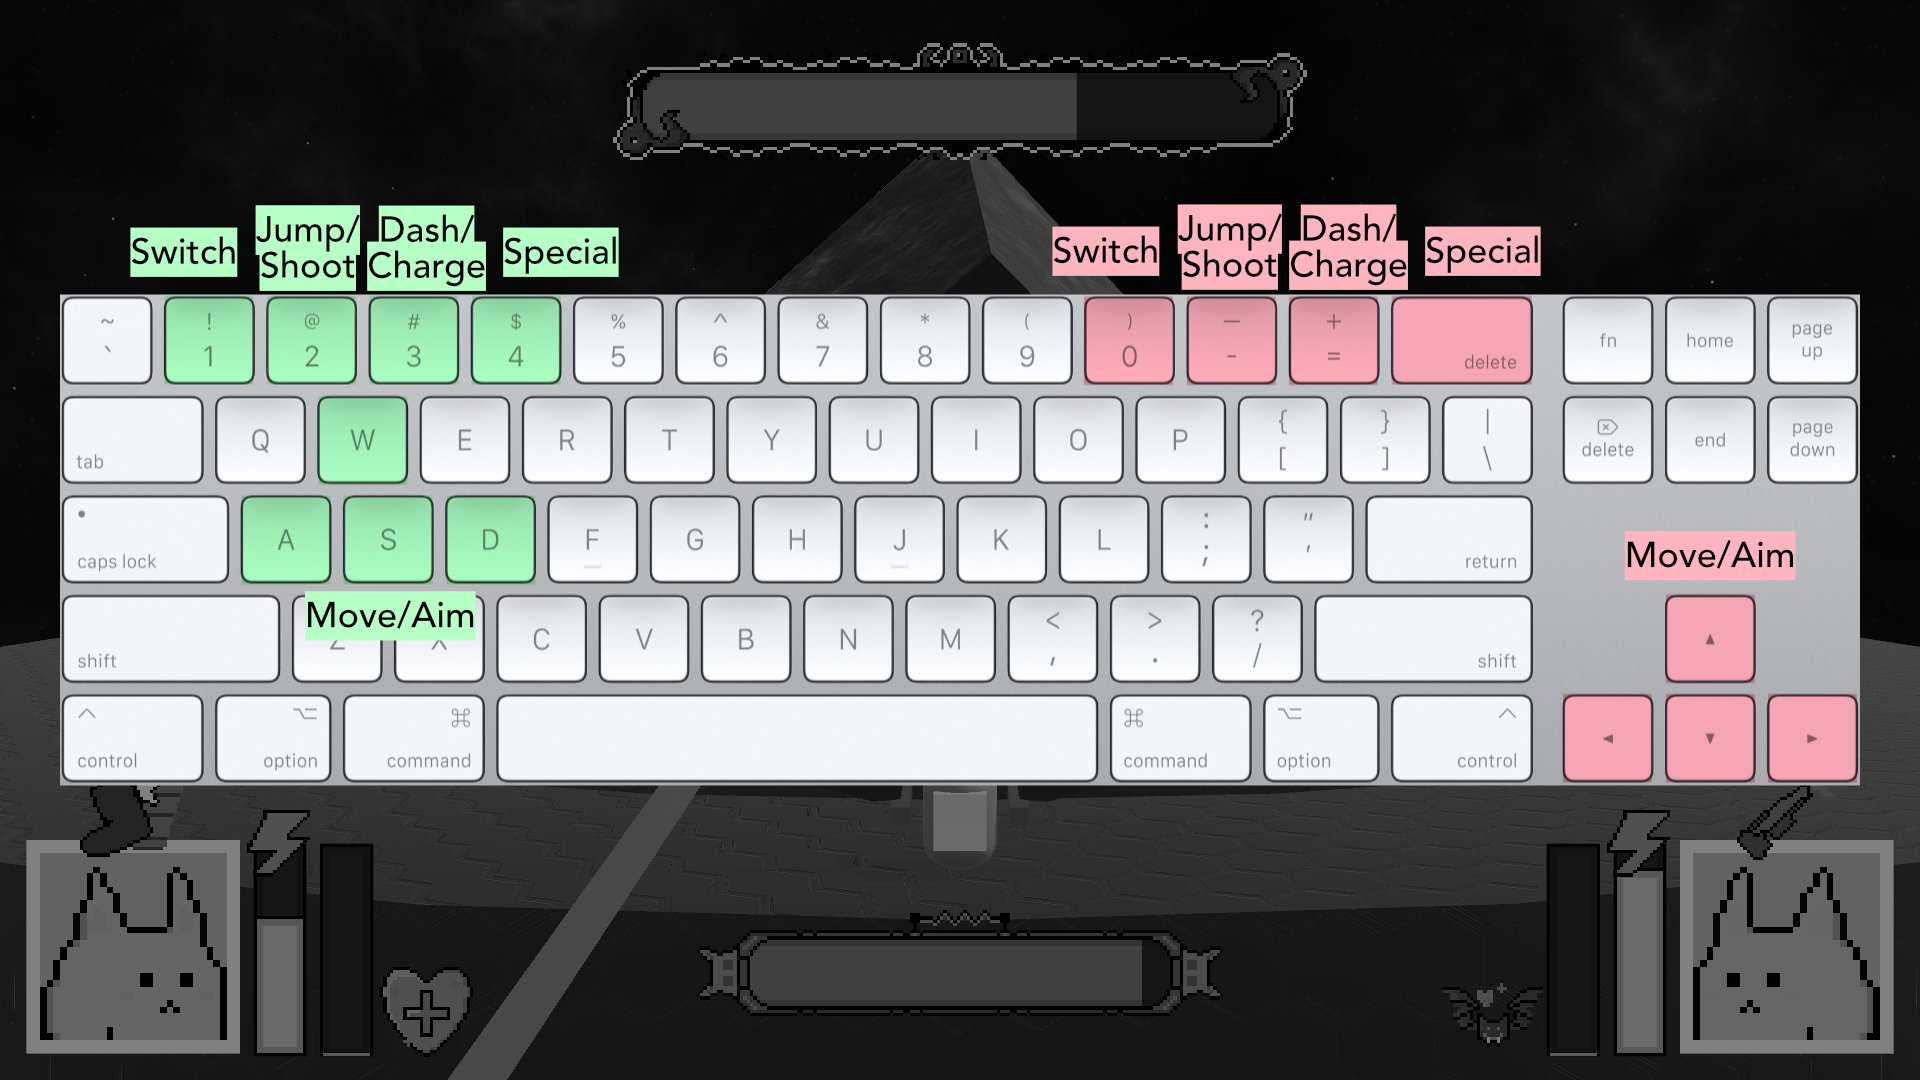 Switch Jump/ Dash/ Special Switch Jump/ Dash/ Special
Shoot Charge Shoot Charge
~ ! @ # $ % ^ & * ( ) — + fn home page up
` 1 2 3 4 5 6 7 8 9 0 - = delete
tab Q W E R T Y U I O P { [ } ] | \ delete end page down
caps lock A S D F G H J K L : ; " ' return
Move/Aim
Move/Aim
shift Z X C V B N M < , > . ? / shift
control option command command option control